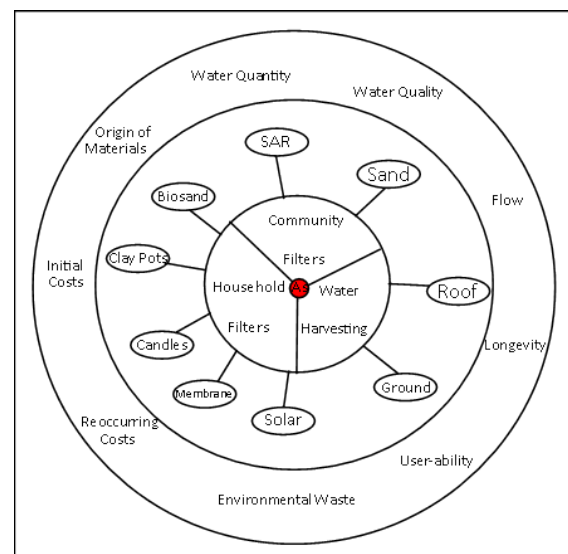 Water Quantity
Water Quality
Origin of
Materials
SAR
Sand
Biosand
Flow
Community
Filters
Clay Pots
Initial
Costs
Household
As
Water
Roof
Filters
Harvesting
Candles
Longevity
Membrane
Ground
Solar
Reoccurring
Costs
User-ability
Environmental Waste